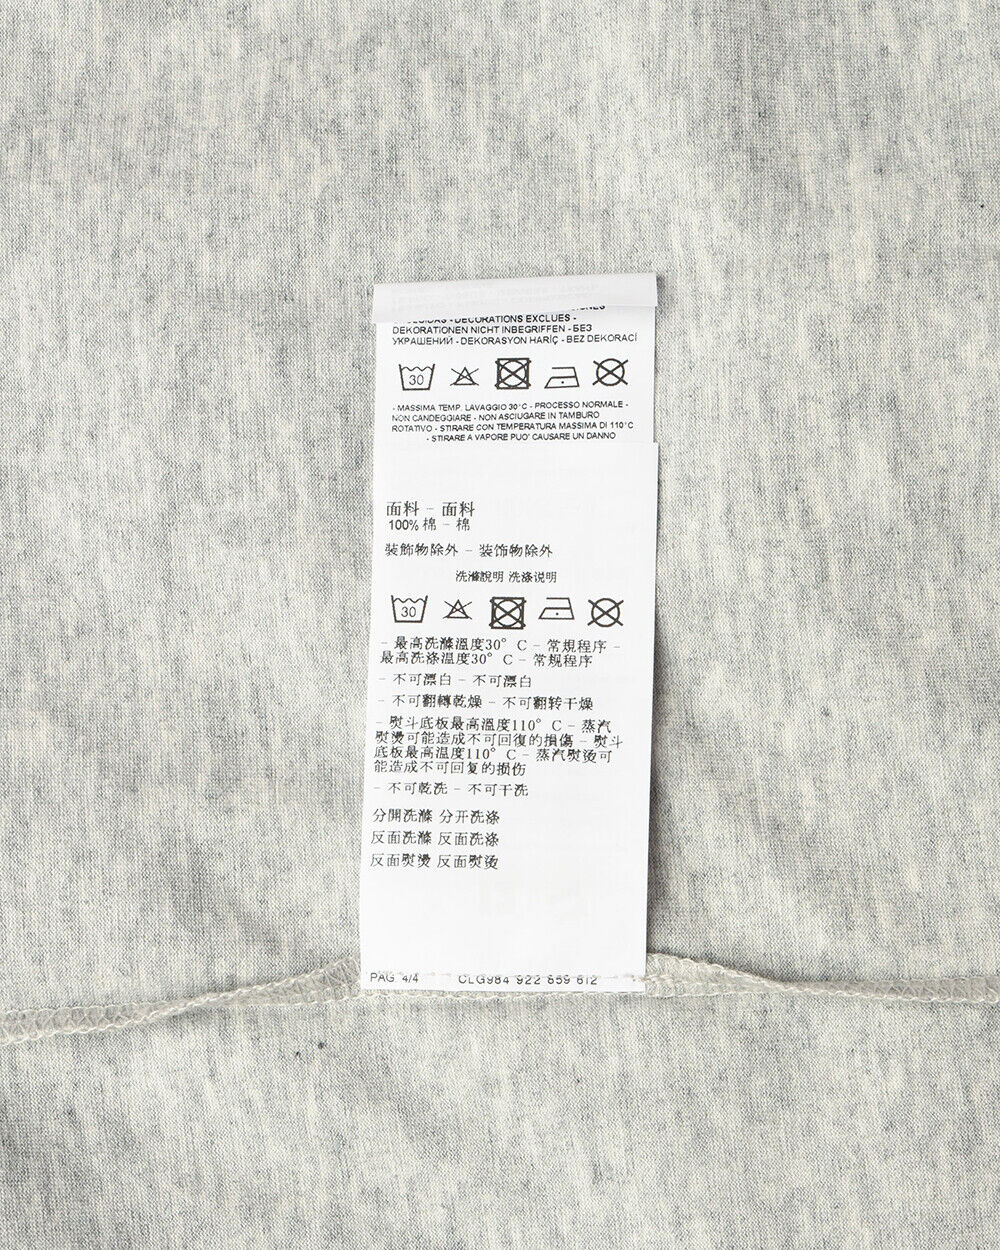 - DECORATIONS EXCLUES -
DEKORATIONEN NICHT INBEGRIFFEN - БЕЗ
УКРАШЕНИЙ - DEKORASYON HARİÇ - BEZ DEKORACÍ
30
- MASSIMA TEMP. LAVAGGIO 30°C - PROCESSO NORMALE -
NON CANDEGGIARE - NON ASCIUGARE IN TAMBURO
ROTATIVO - STIRARE CON TEMPERATURA MASSIMA DI 110°C
- STIRARE A VAPORE PUO' CAUSARE UN DANNO
面料 - 面料
100% 棉 - 棉
裝飾物除外 - 装饰物除外
洗滌說明 洗涤说明
30
- 最高洗滌溫度30° C - 常規程序 -
最高洗涤温度30° C - 常规程序
- 不可漂白 - 不可漂白
- 不可翻轉乾燥 - 不可翻转干燥
- 熨斗底板最高溫度110° C - 蒸汽
熨燙可能造成不可回復的損傷 - 熨斗
底板最高温度110° C - 蒸汽熨烫可
能造成不可回复的损伤
- 不可乾洗 - 不可干洗
分開洗滌 分开洗涤
反面洗滌 反面洗涤
反面熨燙 反面熨烫
PAG 4/4 CLG984 922 859 612